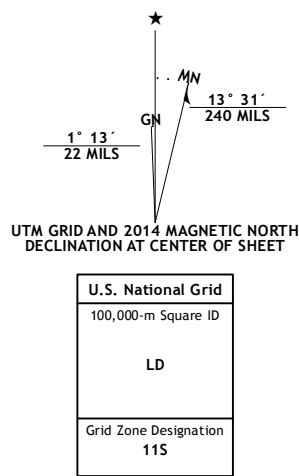 MN
GN
13° 31´
240 MILS
1° 13´
22 MILS
UTM GRID AND 2014 MAGNETIC NORTH
DECLINATION AT CENTER OF SHEET
U.S. National Grid
100,000-m Square ID
LD
Grid Zone Designation
11S